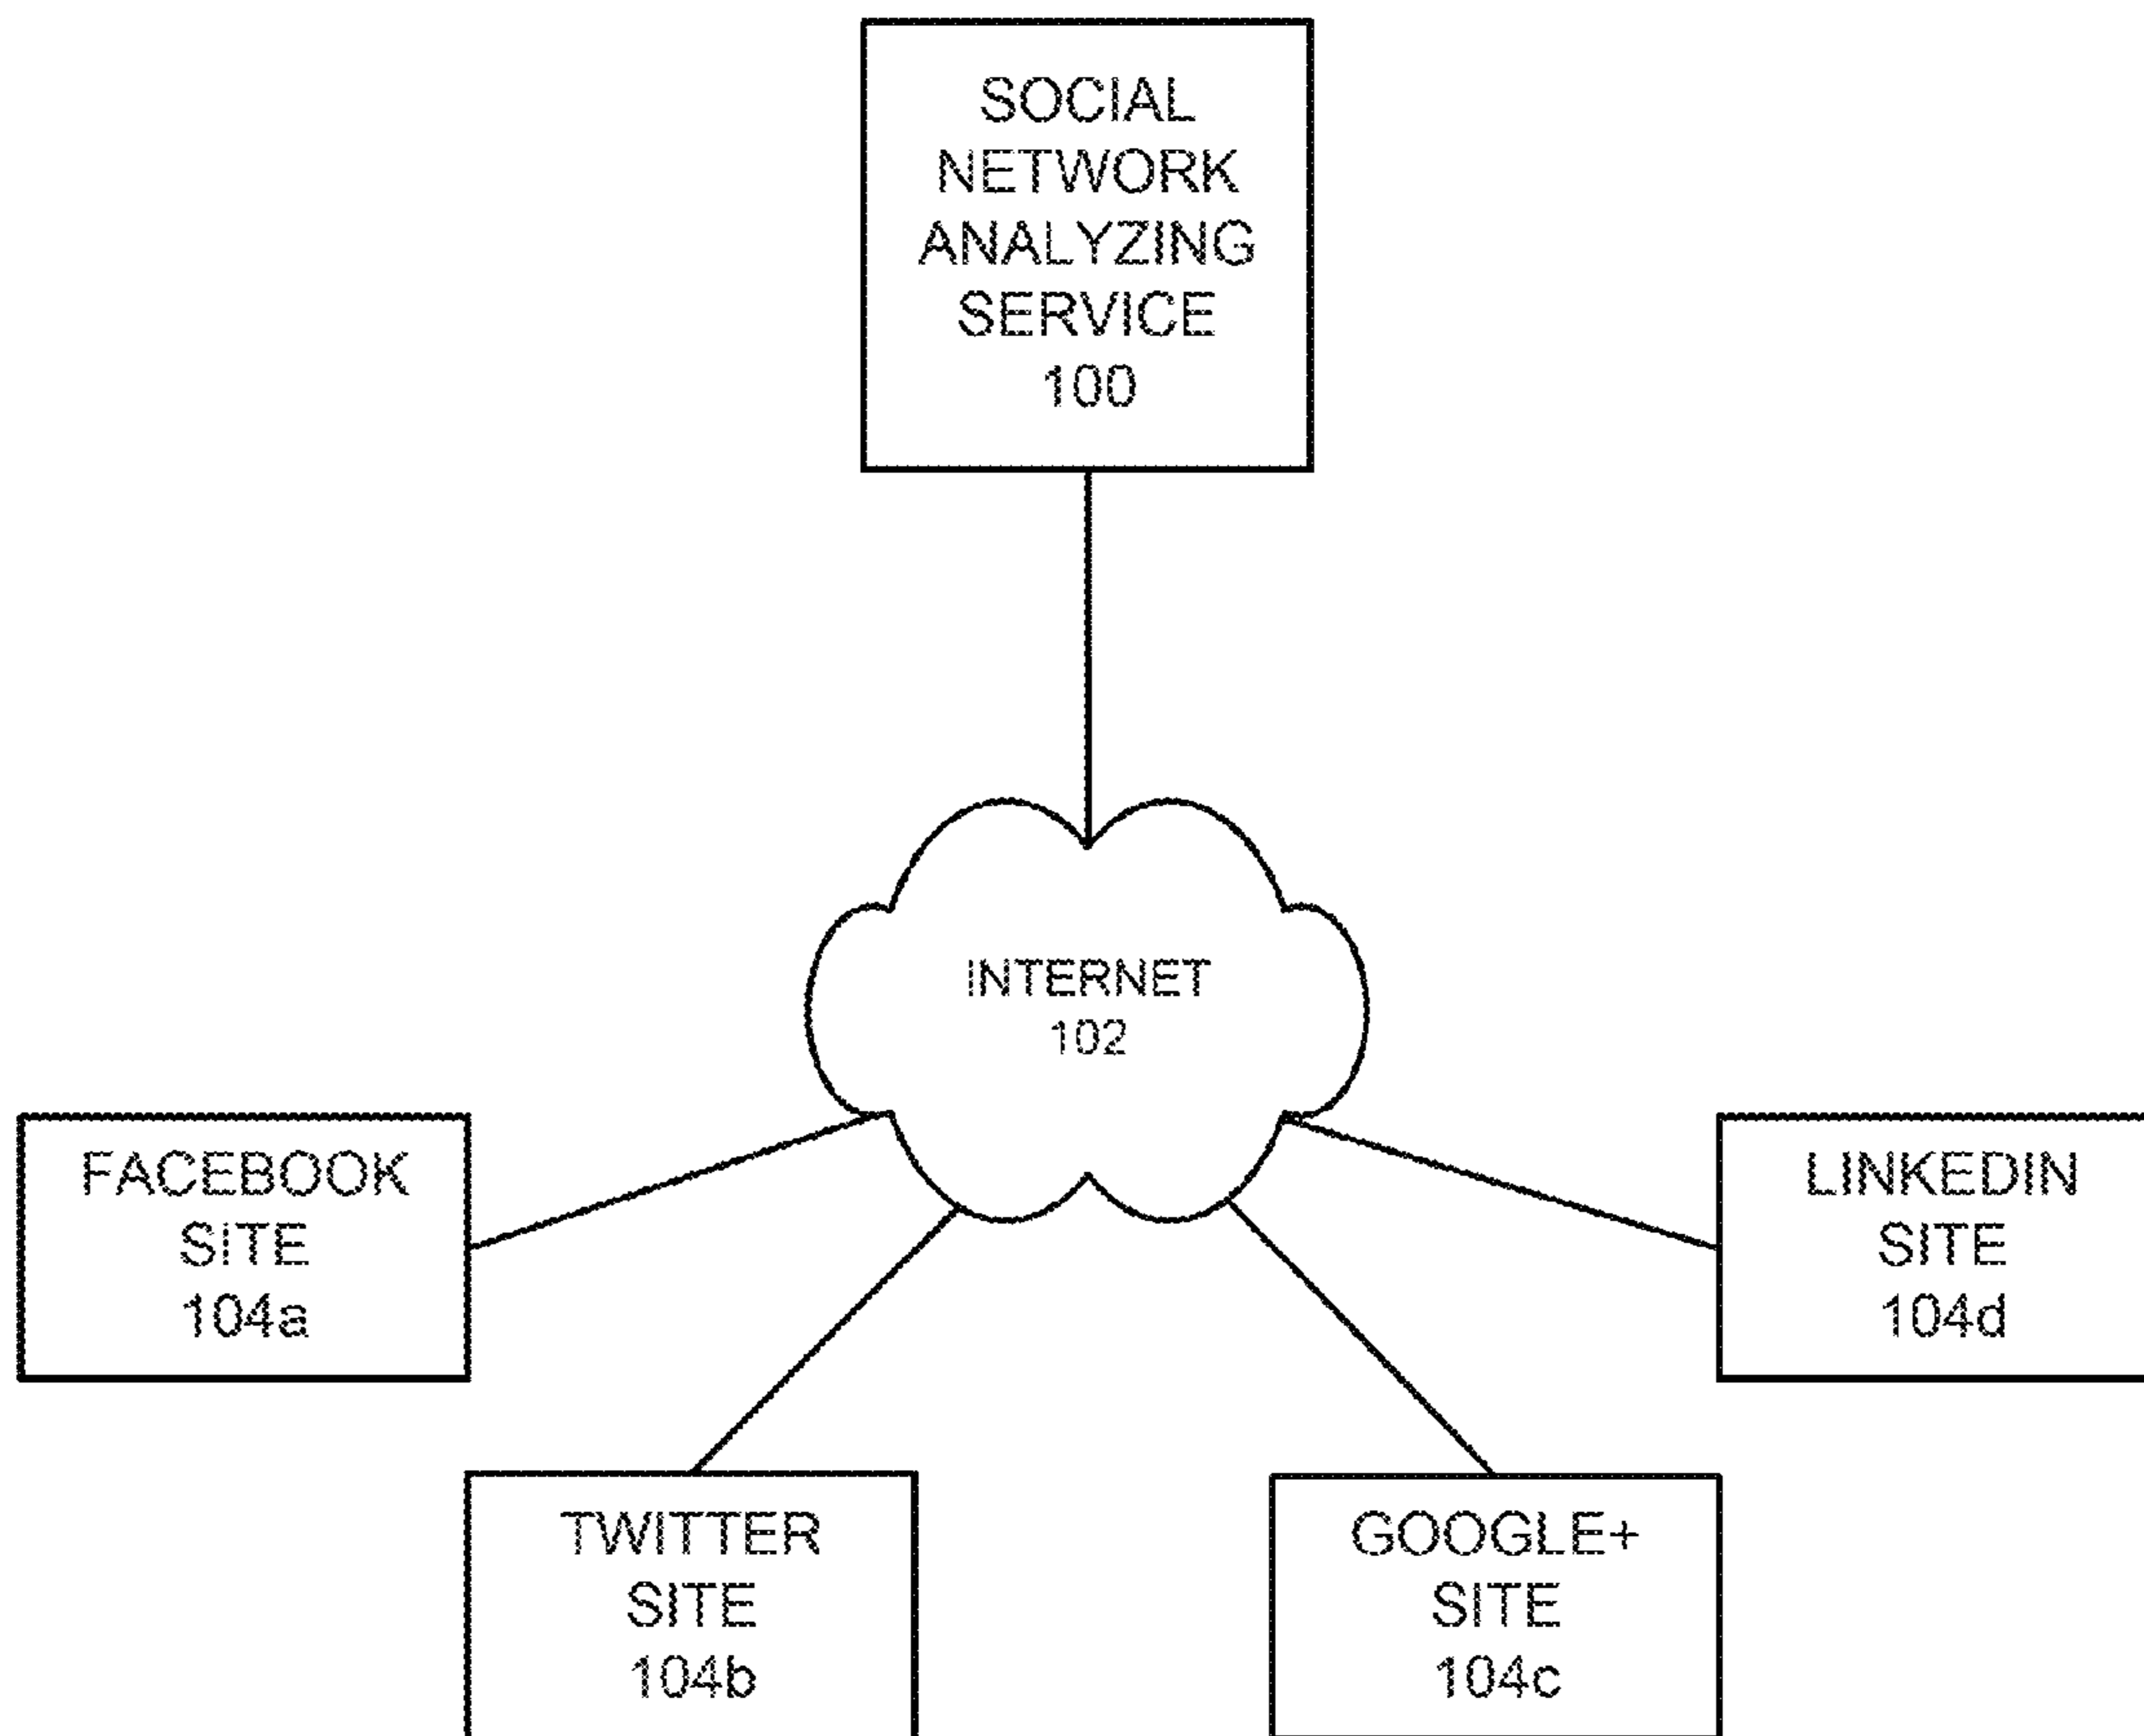 SOCIAL
NETWORK
ANALYZING
SERVICE
100
INTERNET
102
FACEBOOK
SITE
104a
LINKEDIN
SITE
104d
TWITTER
SITE
104b
GOOGLE+
SITE
104c